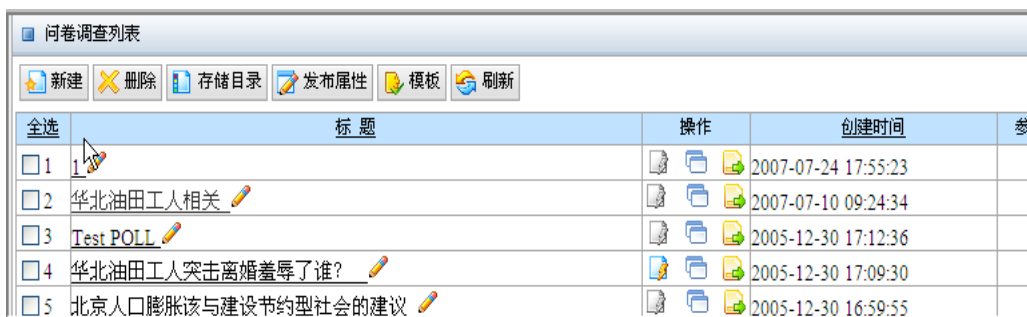 问卷调查列表
新建 删除 存储目录 发布属性 模板 刷新
全选 标 题 操作 创建时间 参
1 1 2007-07-24 17:55:23
2 华北油田工人相关 2007-07-10 09:24:34
3 Test POLL 2005-12-30 17:12:36
4 华北油田工人突击离婚羞辱了谁? 2005-12-30 17:09:30
5 北京人口膨胀该与建设节约型社会的建议 2005-12-30 16:59:55